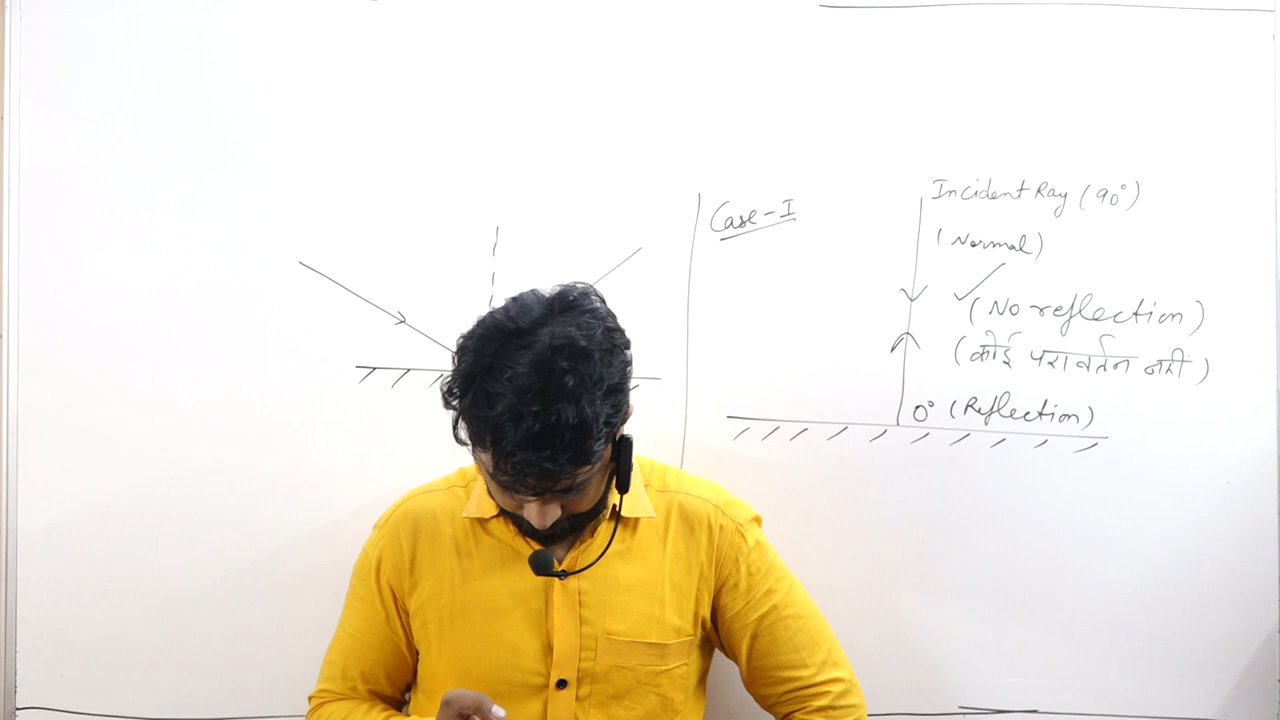 Case-I
Incident Ray (90°)
(Normal)
(No reflection)
(कोई परावर्तन नहीं)
0° (Reflection)